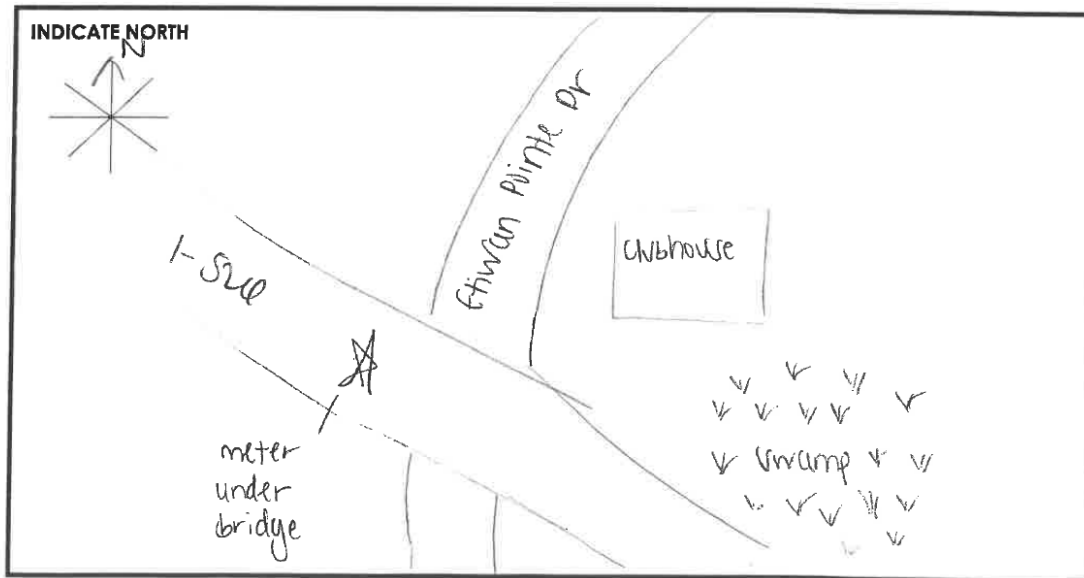 INDICATE NORTH
N
I-526
Etiwan Pointe Dr
Clubhouse
meter
under
bridge
swamp